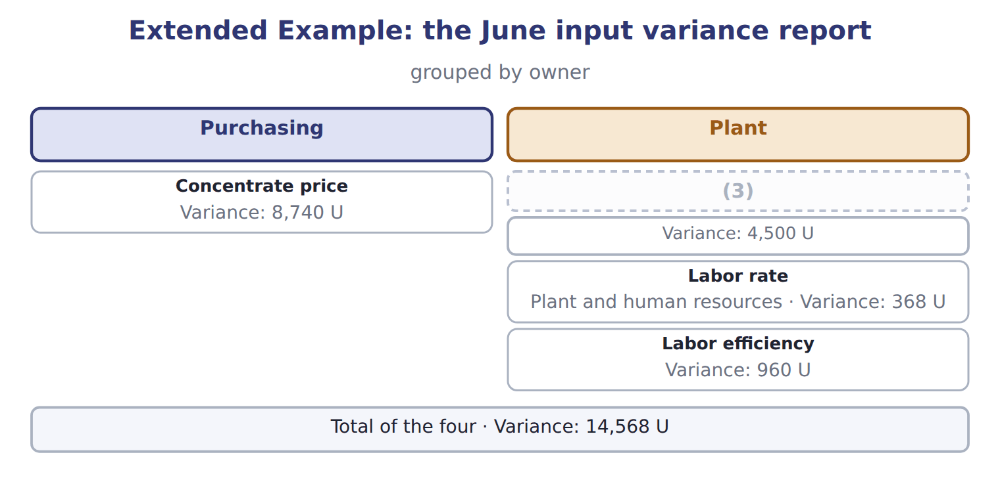 Extended Example: the June input variance report
grouped by owner
Purchasing
Concentrate price
Variance: 8,740 U
Plant
(3)
Variance: 4,500 U
Labor rate
Plant and human resources · Variance: 368 U
Labor efficiency
Variance: 960 U
Total of the four · Variance: 14,568 U